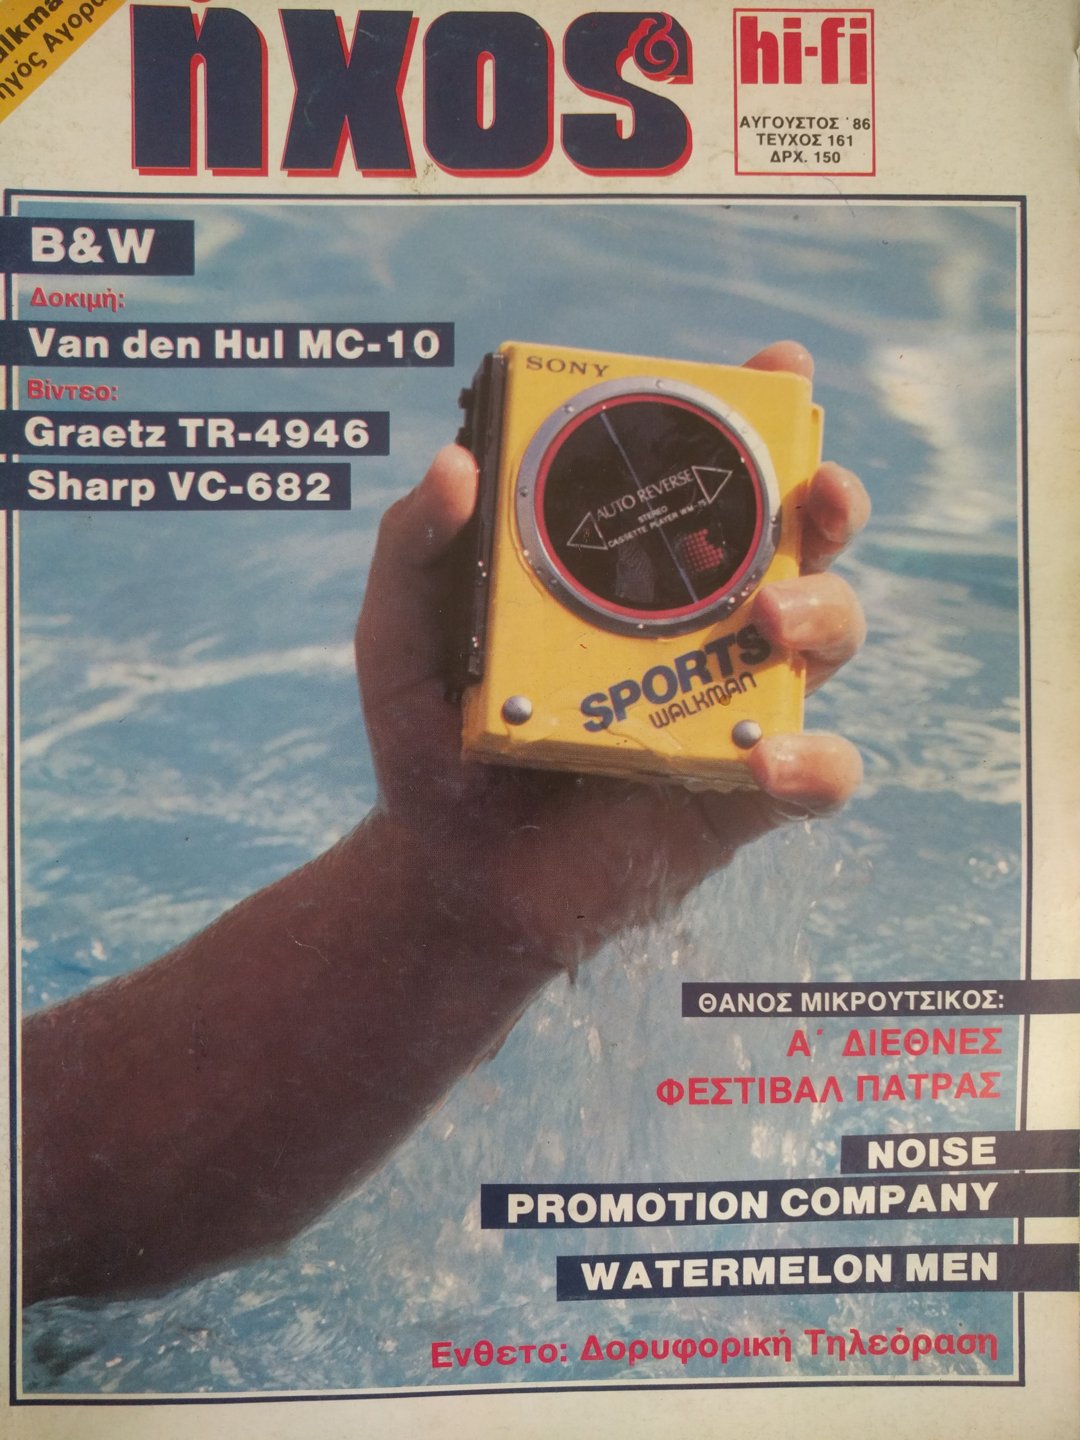 ήχος & hi-fi
ΑΥΓΟΥΣΤΟΣ '86
ΤΕΥΧΟΣ 161
ΔΡΧ. 150
B&W
Δοκιμή:
Van den Hul MC-10
Βίντεο:
Graetz TR-4946
Sharp VC-682
SONY
AUTO REVERSE
STEREO
CASSETTE PLAYER WM-75
SPORTS
WALKMAN
ΘΑΝΟΣ ΜΙΚΡΟΥΤΣΙΚΟΣ:
Α΄ ΔΙΕΘΝΕΣ
ΦΕΣΤΙΒΑΛ ΠΑΤΡΑΣ
NOISE
PROMOTION COMPANY
WATERMELON MEN
Ενθετο: Δορυφορική Τηλεόραση